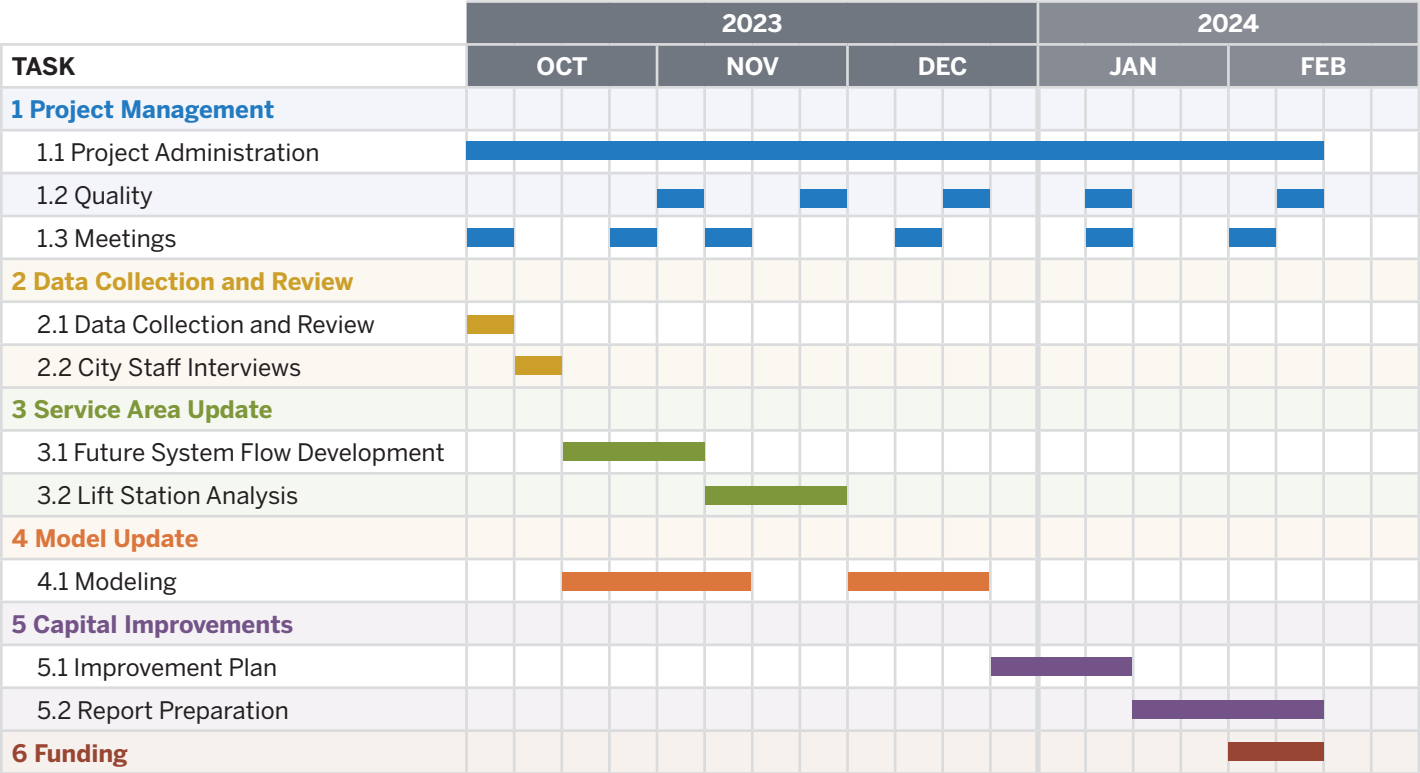 2023 2024
TASK OCT NOV DEC JAN FEB
1 Project Management
1.1 Project Administration
1.2 Quality
1.3 Meetings
2 Data Collection and Review
2.1 Data Collection and Review
2.2 City Staff Interviews
3 Service Area Update
3.1 Future System Flow Development
3.2 Lift Station Analysis
4 Model Update
4.1 Modeling
5 Capital Improvements
5.1 Improvement Plan
5.2 Report Preparation
6 Funding